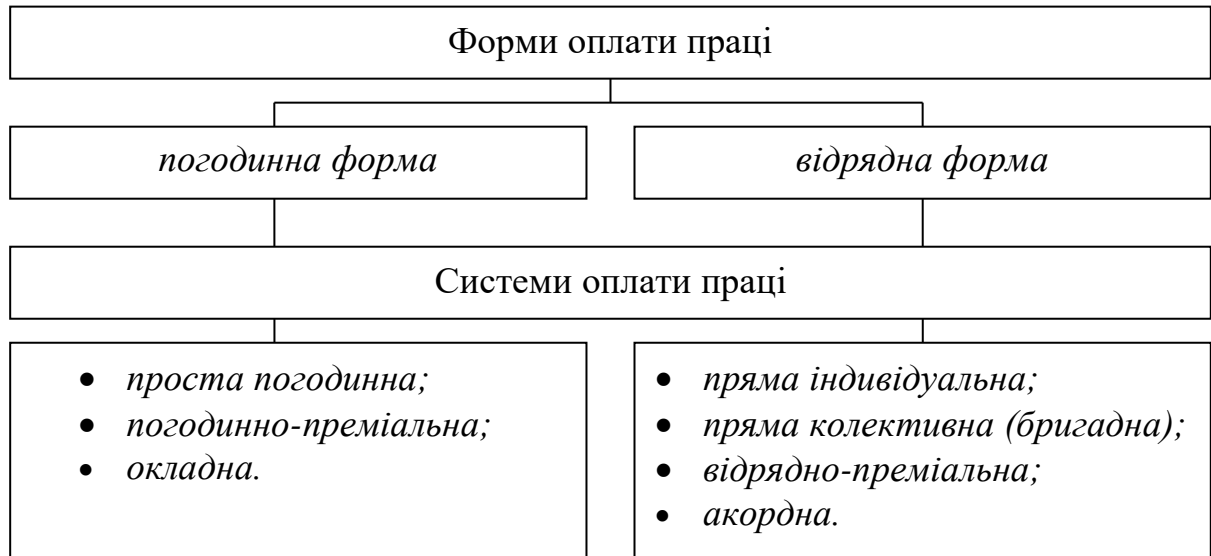 Форми оплати праці
погодинна форма
відрядна форма
Системи оплати праці
• проста погодинна;
• погодинно-преміальна;
• окладна.
• пряма індивідуальна;
• пряма колективна (бригадна);
• відрядно-преміальна;
• акордна.